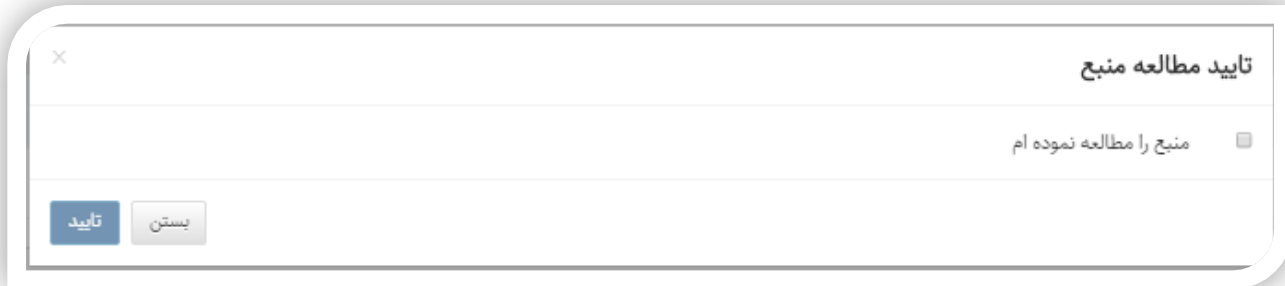 تایید مطالعه منبع
منبع را مطالعه نموده ام
بستن تایید